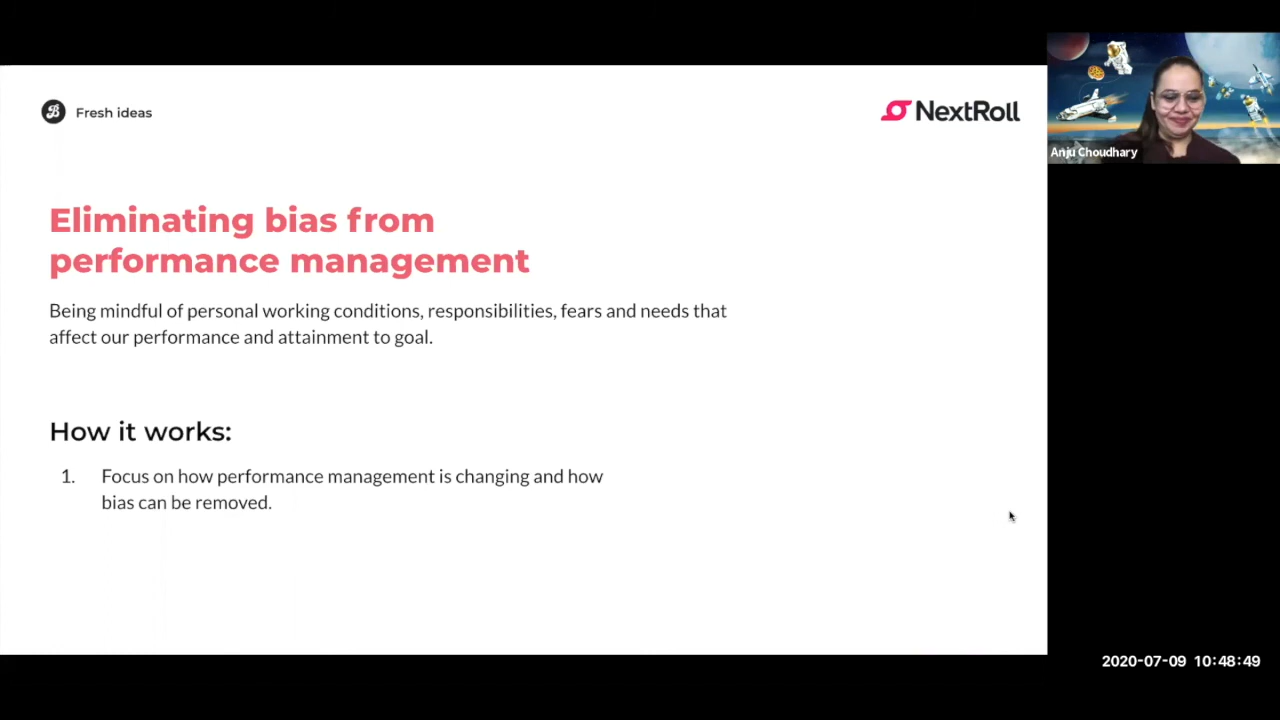 B Fresh ideas
NextRoll
Anju Choudhary
Eliminating bias from
performance management
Being mindful of personal working conditions, responsibilities, fears and needs that
affect our performance and attainment to goal.
How it works:
1. Focus on how performance management is changing and how
bias can be removed.
2020-07-09 10:48:49